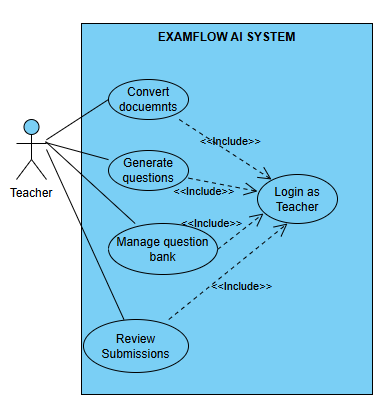 EXAMFLOW AI SYSTEM
Convert
docuemnts
<<Include>>
Teacher
Generate
questions
<<Include>>
Login as
Teacher
<<Include>>
Manage question
bank
<<Include>>
Review
Submissions